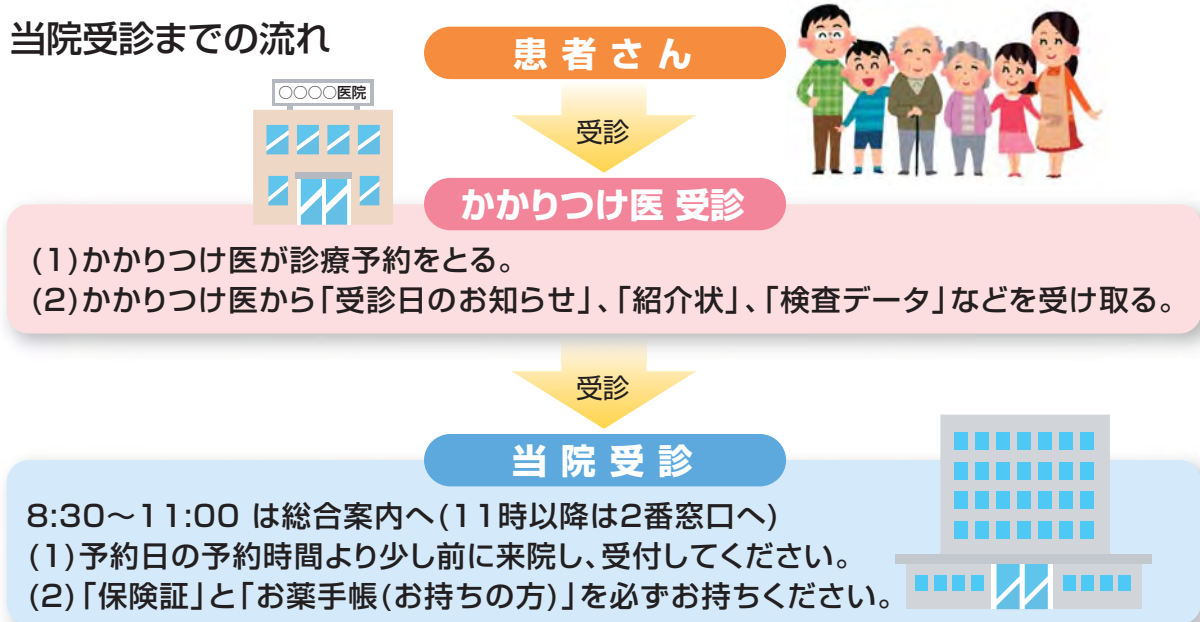 当院受診までの流れ
患者さん
○○○○医院
受診
かかりつけ医 受診
(1)かかりつけ医が診療予約をとる。
(2)かかりつけ医から「受診日のお知らせ」、「紹介状」、「検査データ」などを受け取る。
受診
当院受診
8:30〜11:00 は総合案内へ(11時以降は2番窓口へ)
(1)予約日の予約時間より少し前に来院し、受付してください。
(2)「保険証」と「お薬手帳(お持ちの方)」を必ずお持ちください。